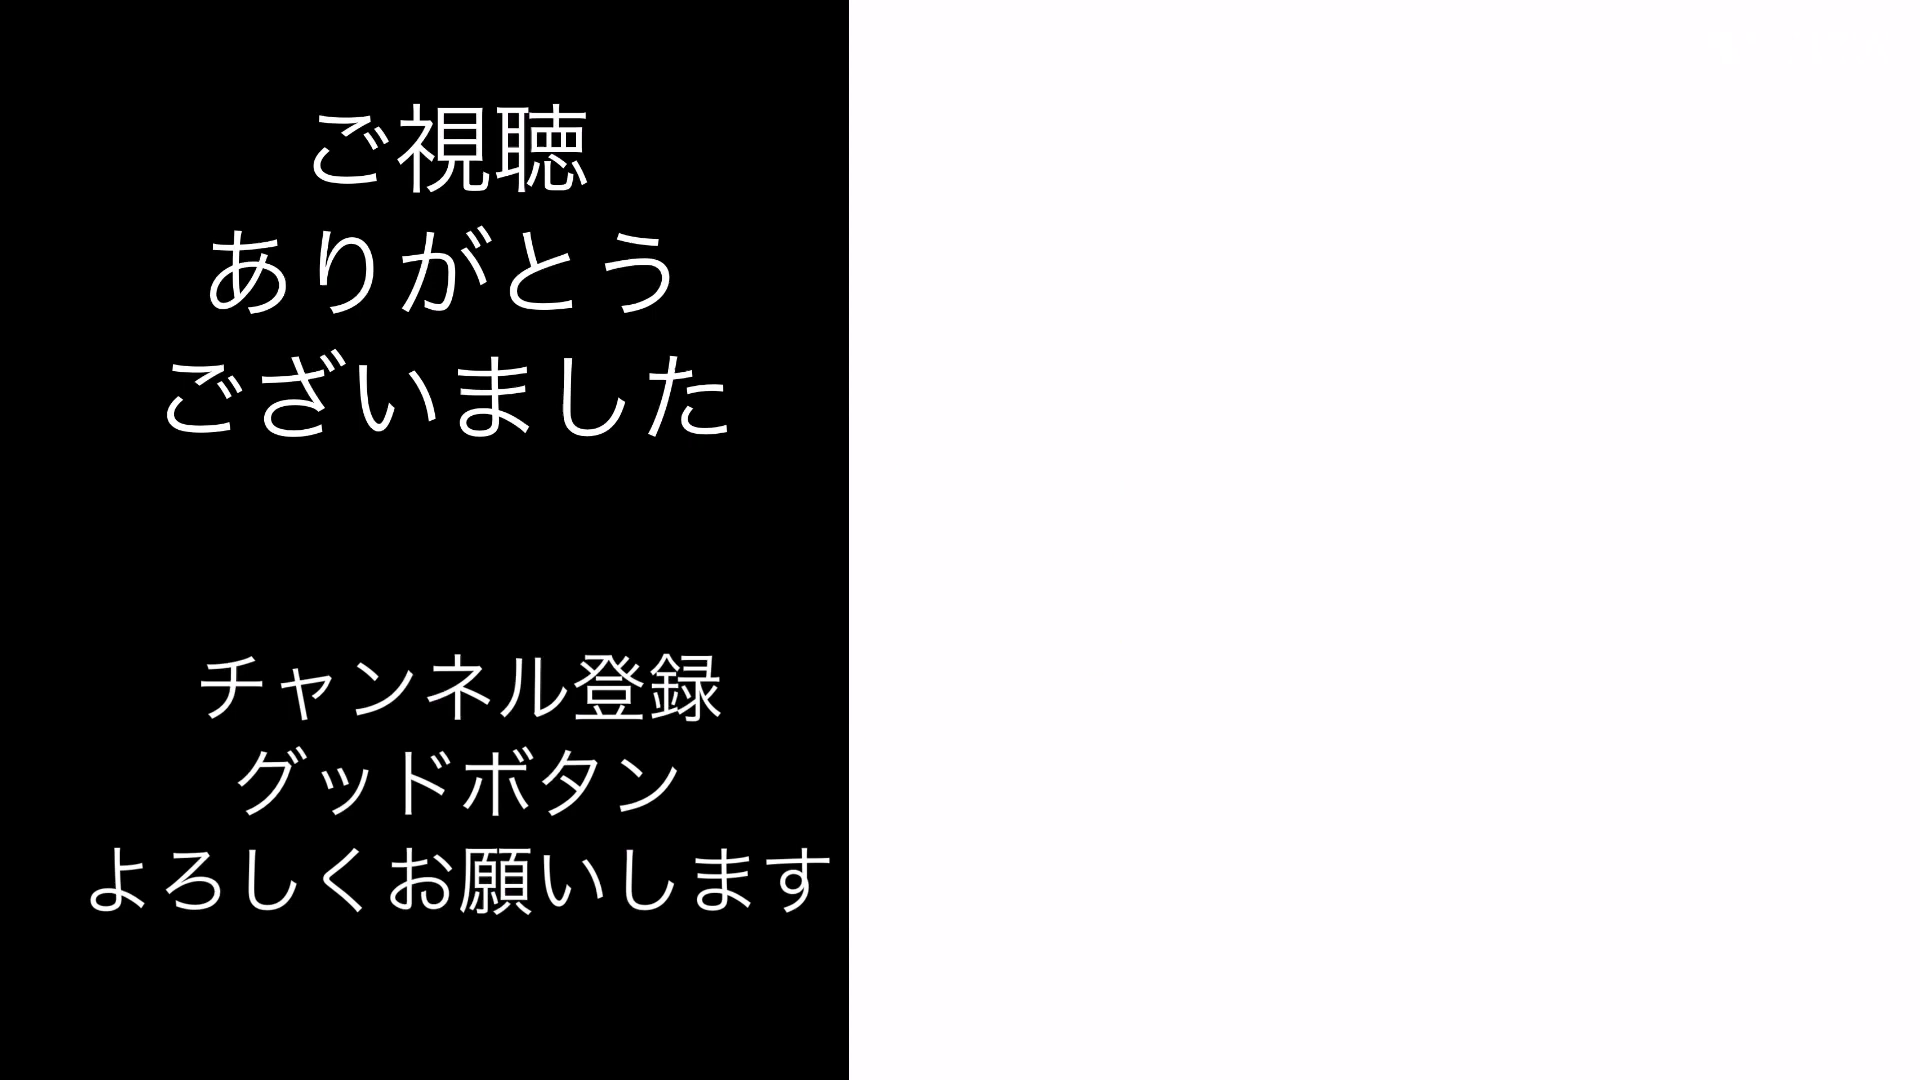 ご視聴
ありがとう
ございました
チャンネル登録
グッドボタン
よろしくお願いします